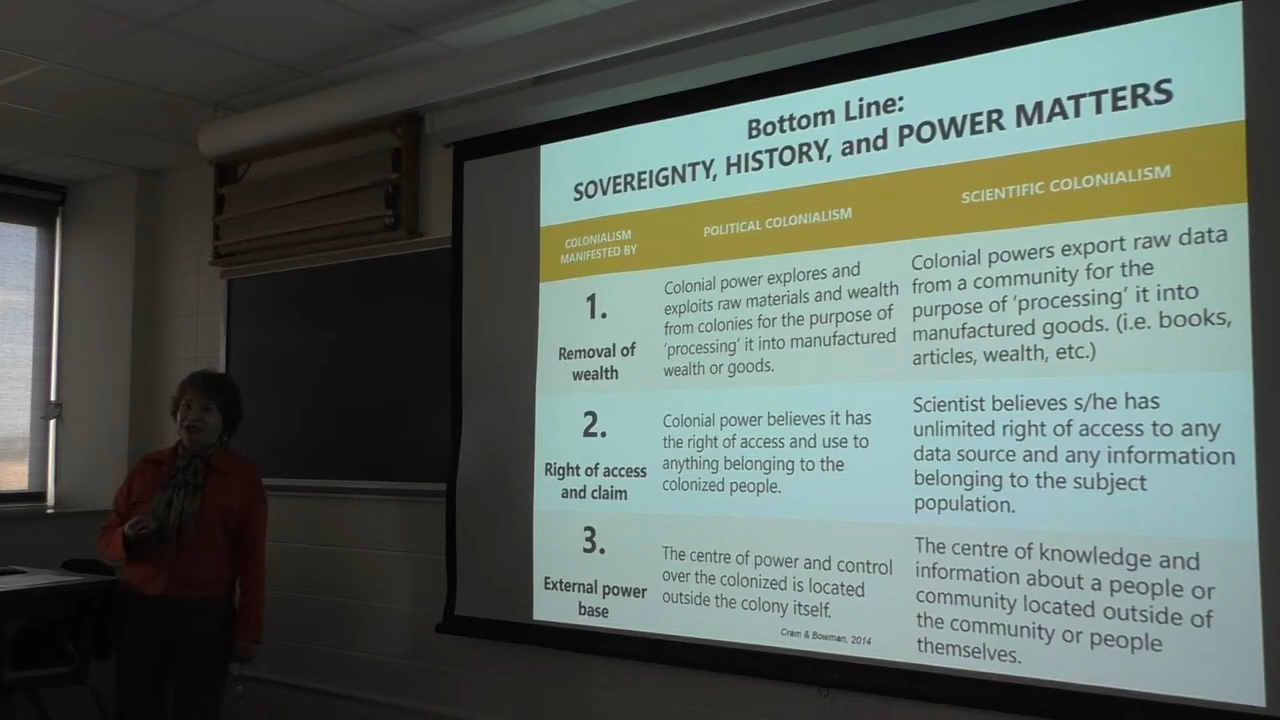 Bottom Line:
SOVEREIGNTY, HISTORY, and POWER MATTERS
COLONIALISM
MANIFESTED BY
POLITICAL COLONIALISM
SCIENTIFIC COLONIALISM
1.
Removal of
wealth
Colonial power explores and
exploits raw materials and wealth
from colonies for the purpose of
'processing' it into manufactured
wealth or goods.
Colonial powers export raw data
from a community for the
purpose of 'processing' it into
manufactured goods. (i.e. books,
articles, wealth, etc.)
2.
Right of access
and claim
Colonial power believes it has
the right of access and use to
anything belonging to the
colonized people.
Scientist believes s/he has
unlimited right of access to any
data source and any information
belonging to the subject
population.
3.
External power
base
The centre of power and control
over the colonized is located
outside the colony itself.
The centre of knowledge and
information about a people or
community located outside of
the community or people
themselves.
Cram & Bowman, 2014